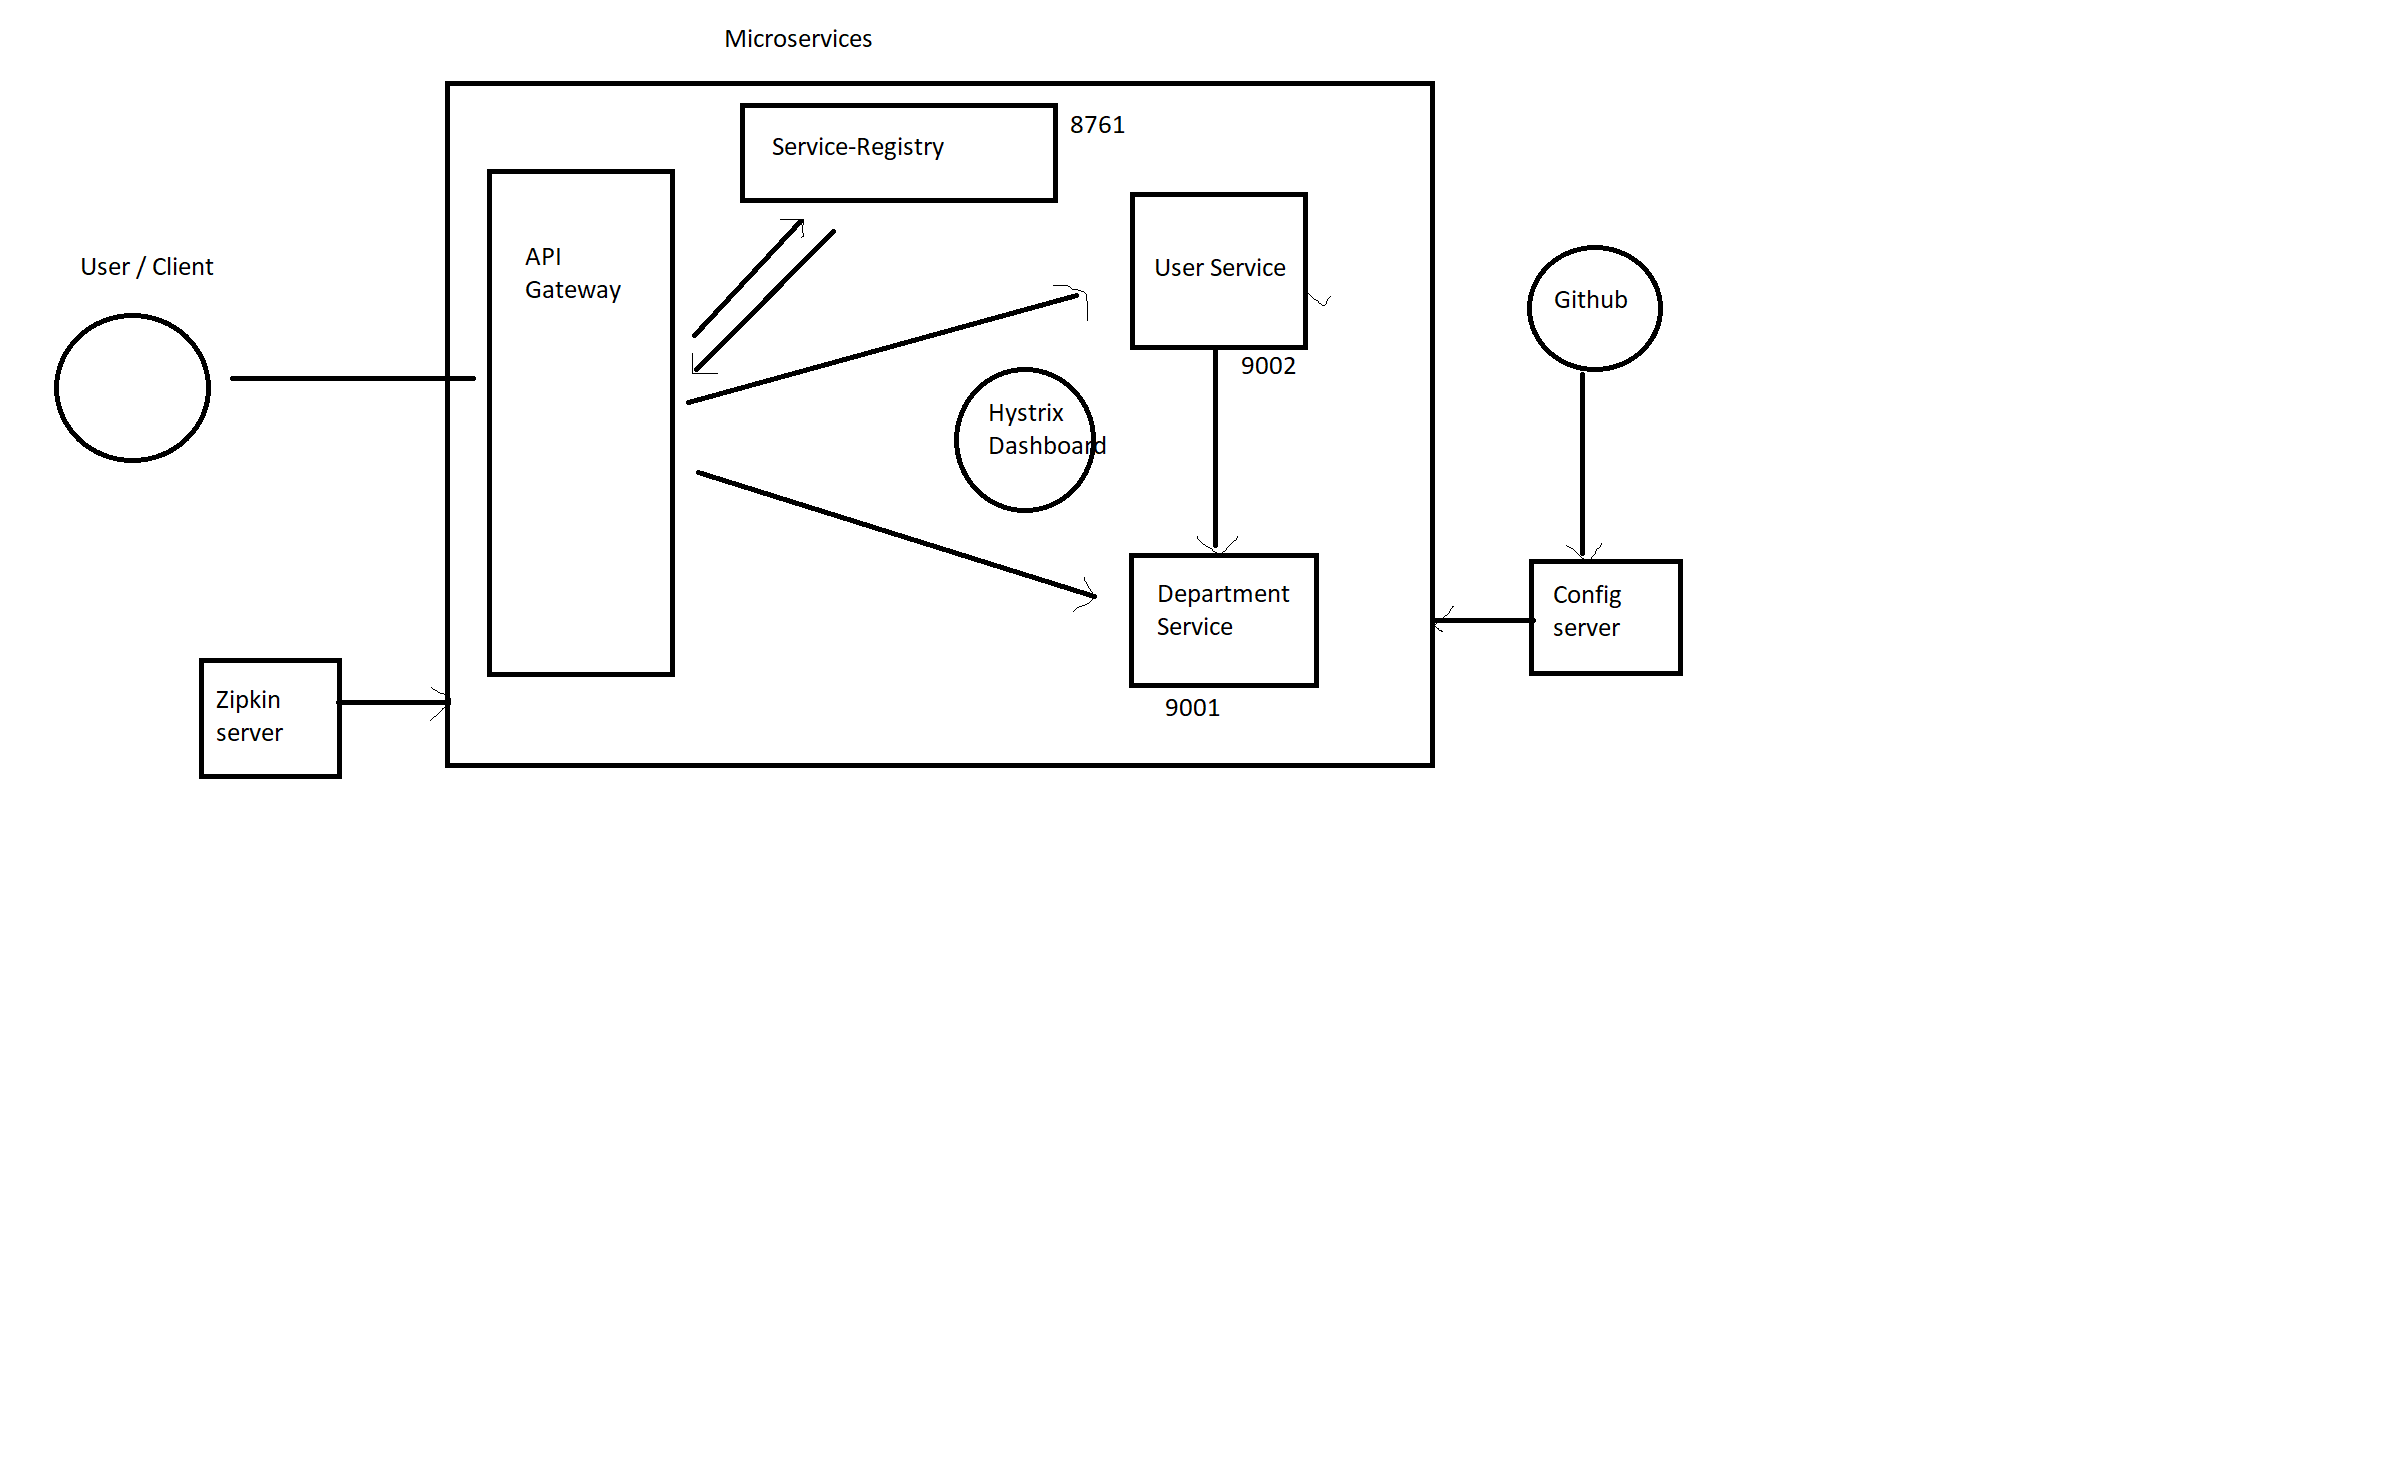 Microservices
Service-Registry
8761
API
Gateway
User / Client
User Service
9002
Github
Hystrix
Dashboard
Department
Service
9001
Config
server
Zipkin
server